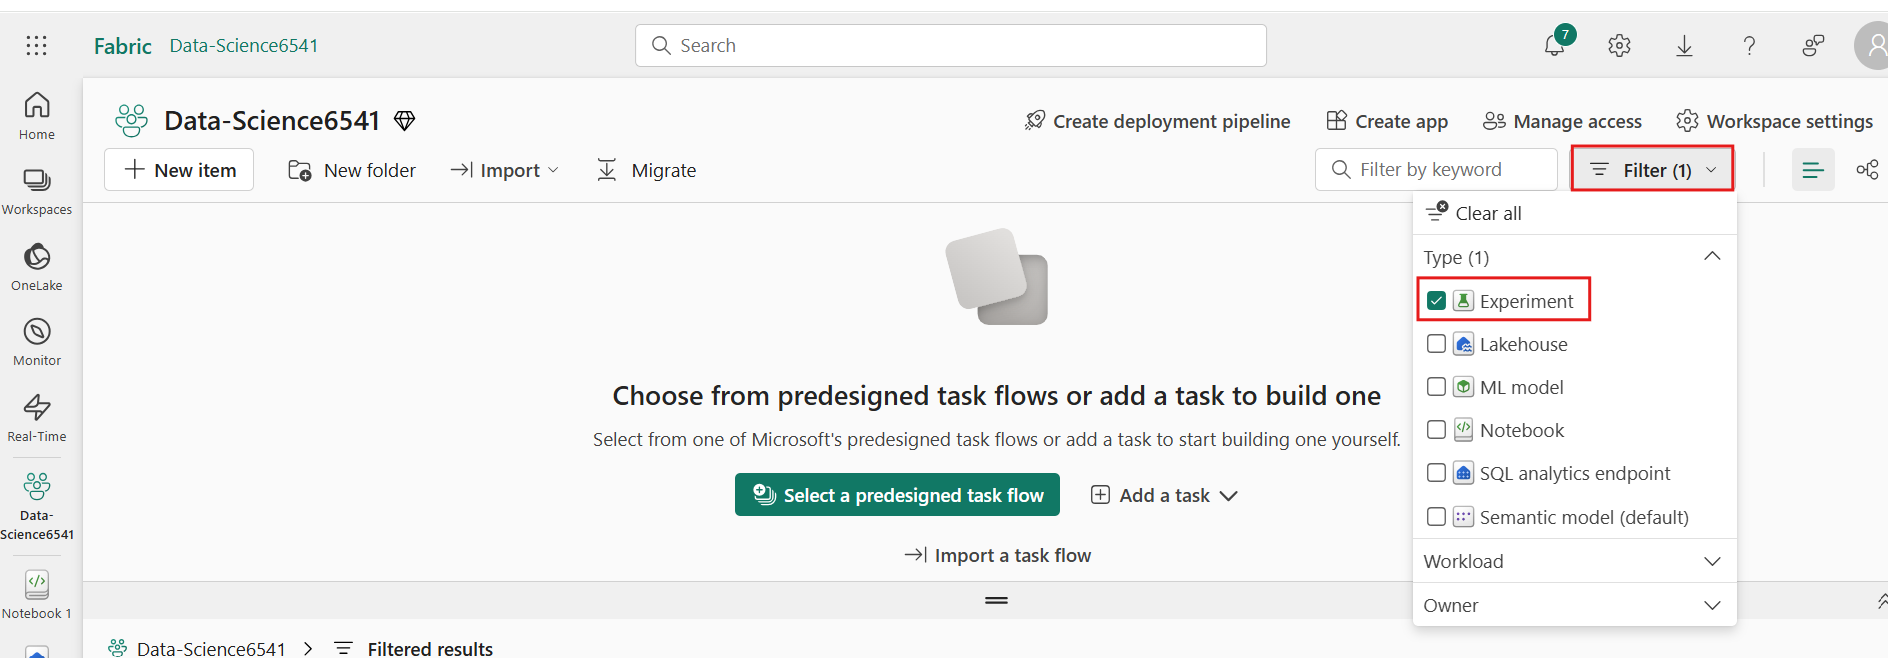 Fabric Data-Science6541
Search
7
Home
Workspaces
OneLake
Monitor
Real-Time
Data-
Science6541
Notebook 1
Data-Science6541
Create deployment pipeline
Create app
Manage access
Workspace settings
New item
New folder
Import
Migrate
Filter by keyword
Filter (1)
Clear all
Type (1)
Experiment
Lakehouse
ML model
Notebook
SQL analytics endpoint
Semantic model (default)
Workload
Owner
Choose from predesigned task flows or add a task to build one
Select from one of Microsoft's predesigned task flows or add a task to start building one yourself.
Select a predesigned task flow
Add a task
Import a task flow
Data-Science6541 > Filtered results